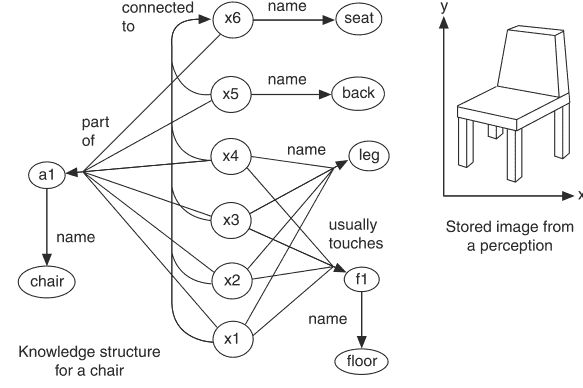 connected
to
x6
name
seat
y
x5
name
back
part
of
x4
name
leg
a1
x
x3
usually
touches
Stored image from
a perception
name
chair
x2
f1
name
x1
floor
Knowledge structure
for a chair